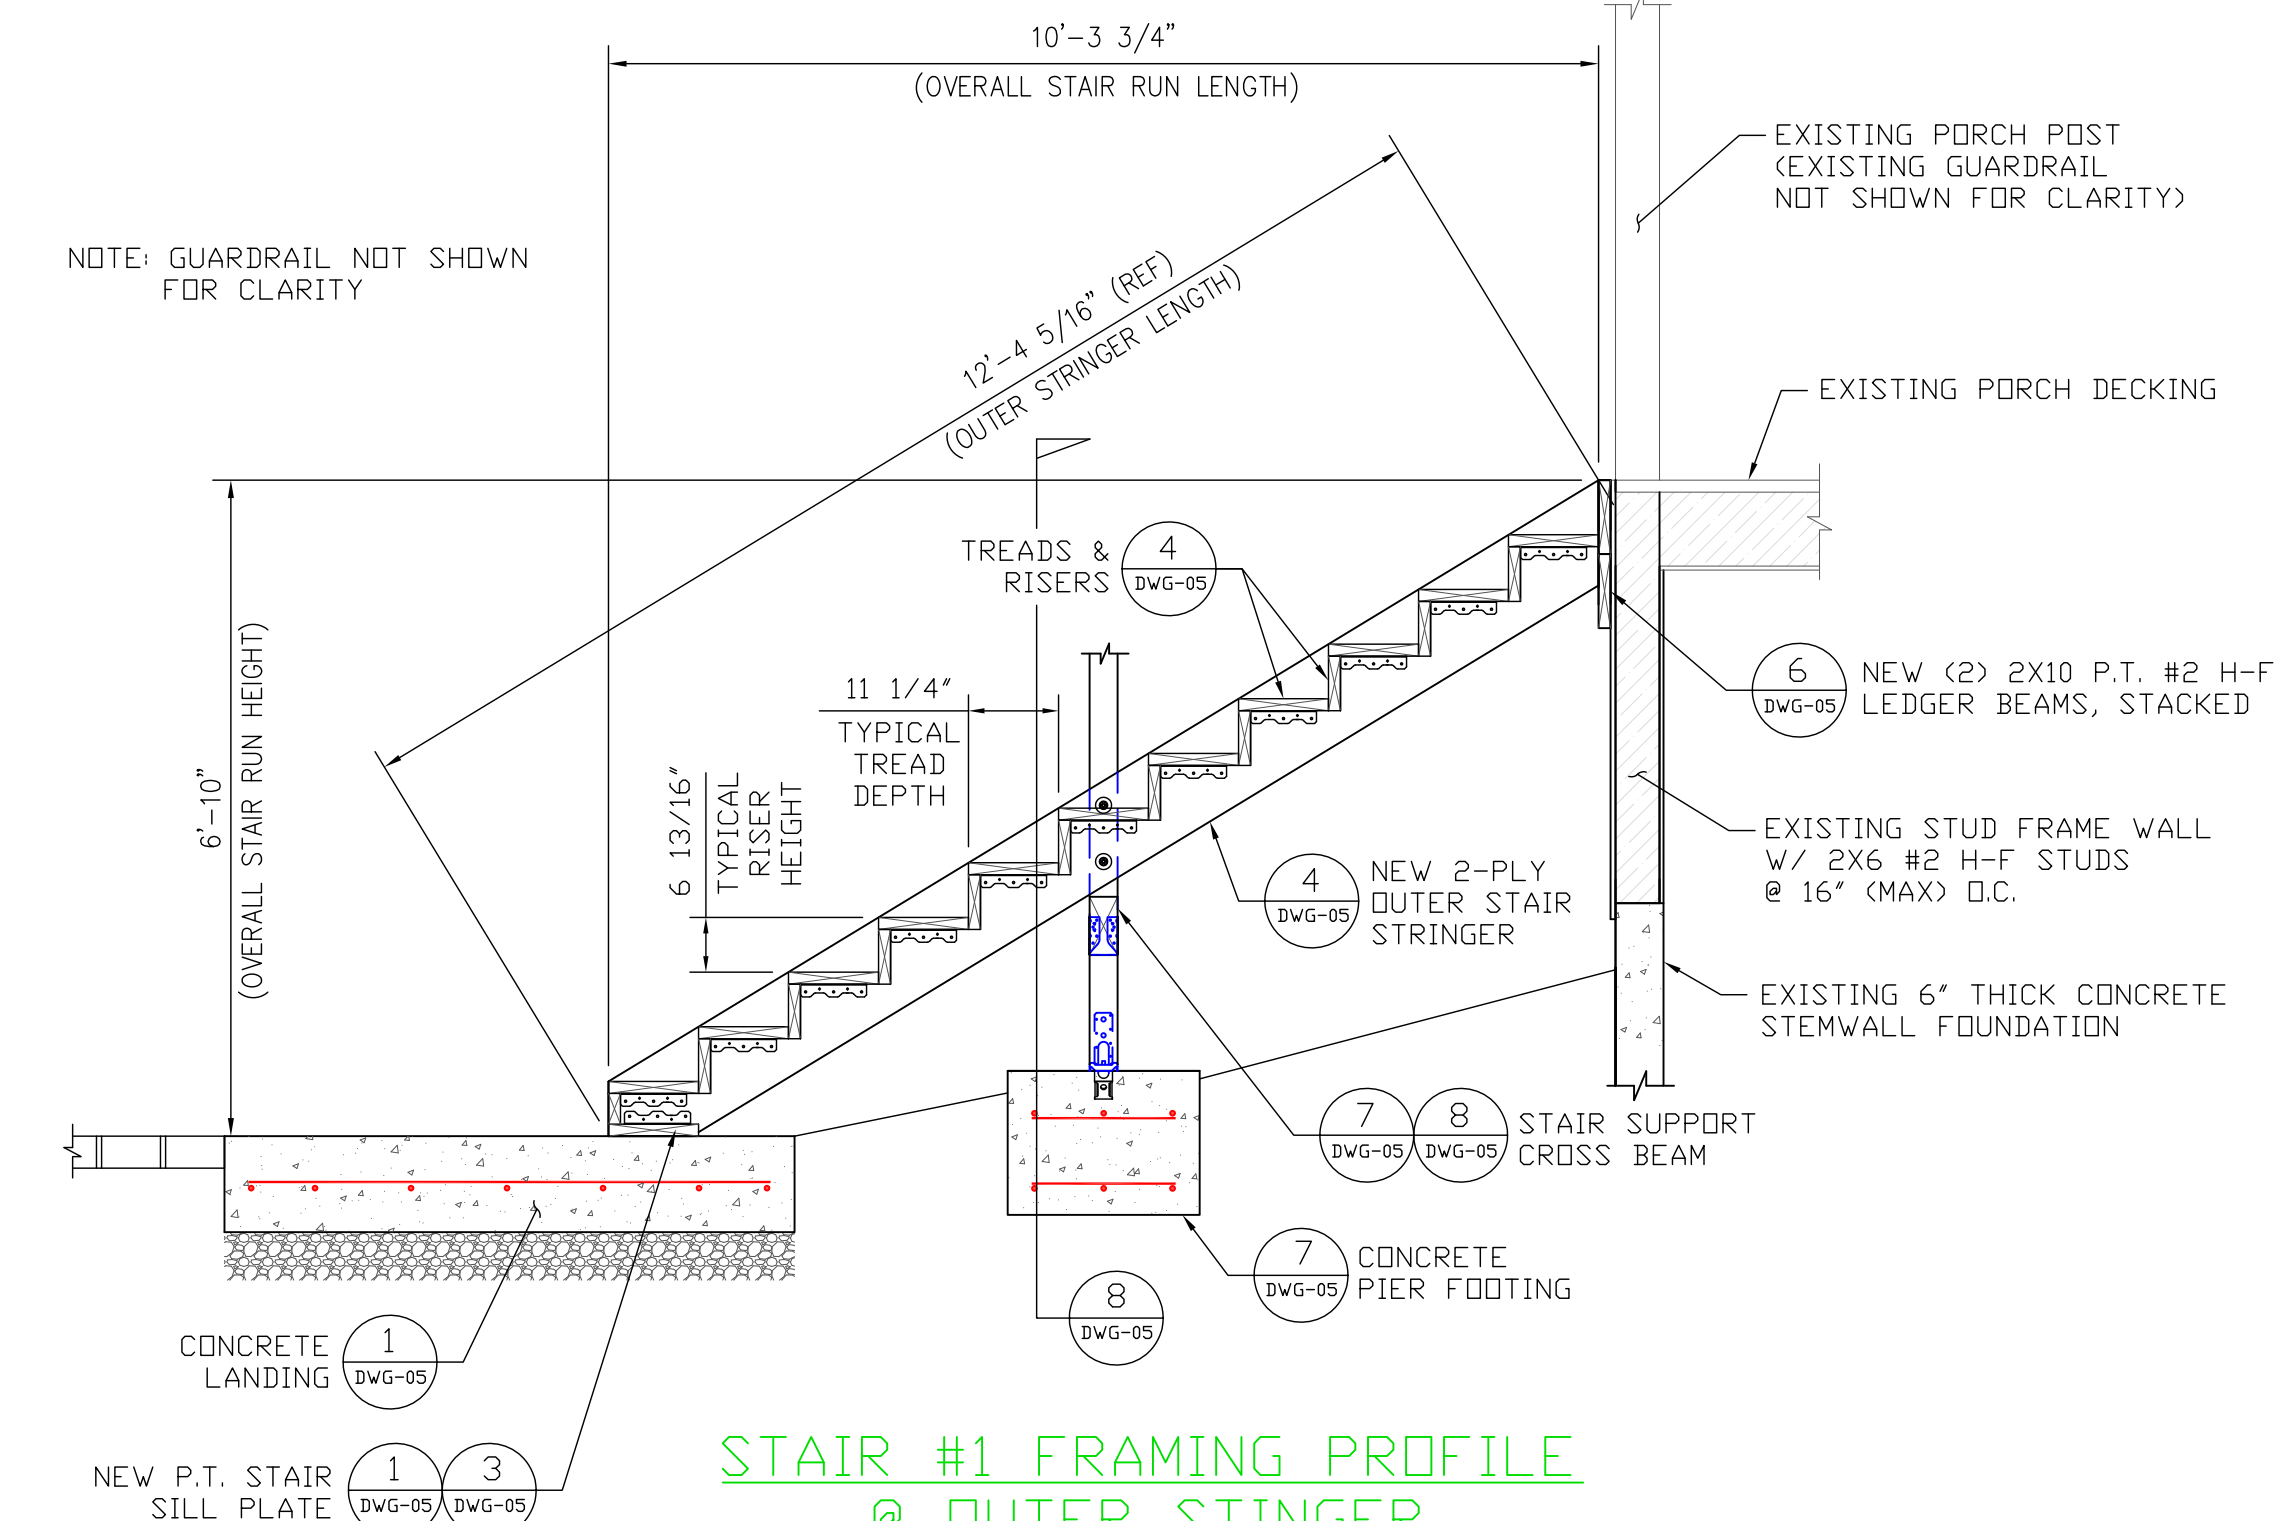 10'-3 3/4"
(OVERALL STAIR RUN LENGTH)
EXISTING PORCH POST
(EXISTING GUARDRAIL
NOT SHOWN FOR CLARITY)
NOTE: GUARDRAIL NOT SHOWN
FOR CLARITY
12'-4 5/16" (REF)
(OUTER STRINGER LENGTH)
EXISTING PORCH DECKING
TREADS &
RISERS
4
DWG-05
6'-10"
(OVERALL STAIR RUN HEIGHT)
11 1/4"
TYPICAL
TREAD
DEPTH
6 13/16"
TYPICAL
RISER
HEIGHT
6
DWG-05
NEW (2) 2X10 P.T. #2 H-F
LEDGER BEAMS, STACKED
EXISTING STUD FRAME WALL
W/ 2X6 #2 H-F STUDS
@ 16" (MAX) O.C.
4
DWG-05
NEW 2-PLY
OUTER STAIR
STRINGER
EXISTING 6" THICK CONCRETE
STEMWALL FOUNDATION
7
DWG-05
8
DWG-05
STAIR SUPPORT
CROSS BEAM
7
DWG-05
CONCRETE
PIER FOOTING
8
DWG-05
CONCRETE
LANDING
1
DWG-05
NEW P.T. STAIR
SILL PLATE
1
DWG-05
3
DWG-05
STAIR #1 FRAMING PROFILE
@ OUTER STINGER